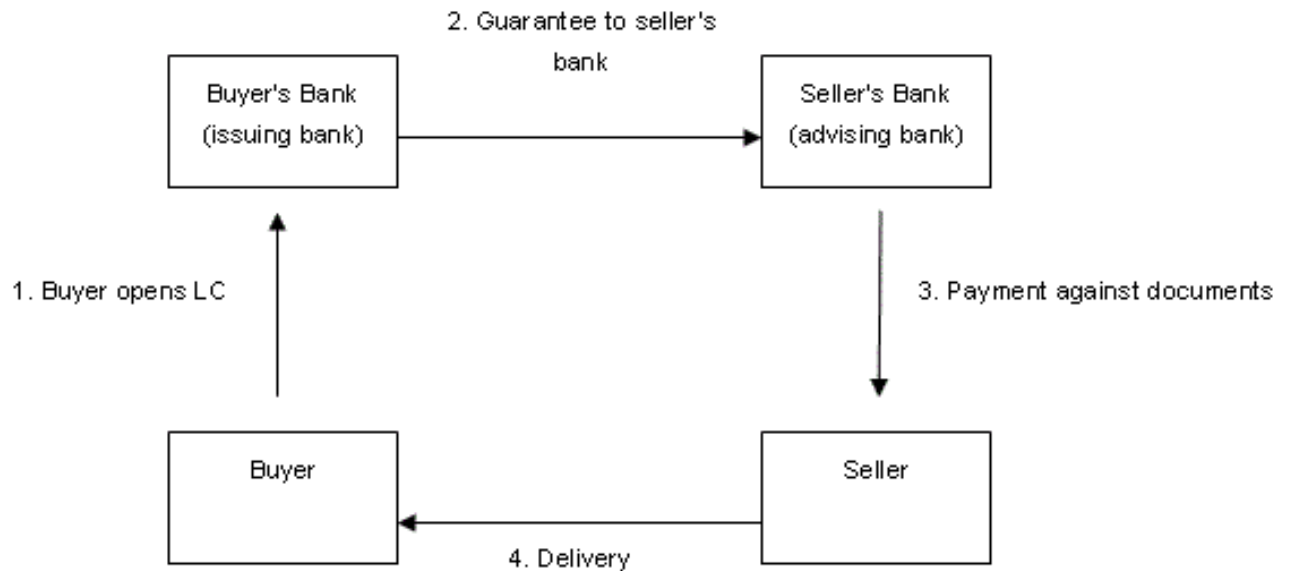 2. Guarantee to seller's
bank
Buyer's Bank
(issuing bank)
Seller's Bank
(advising bank)
1. Buyer opens LC
3. Payment against documents
Buyer
Seller
4. Delivery